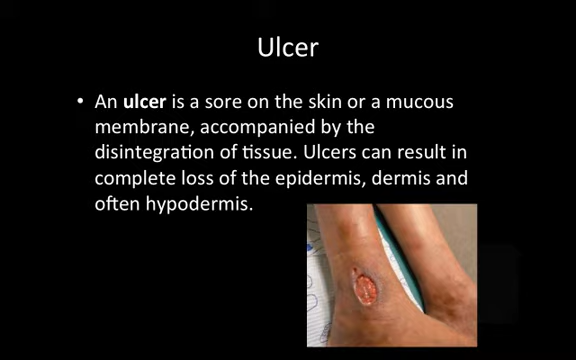 Ulcer
• An ulcer is a sore on the skin or a mucous
membrane, accompanied by the
disintegration of tissue. Ulcers can result in
complete loss of the epidermis, dermis and
often hypodermis.